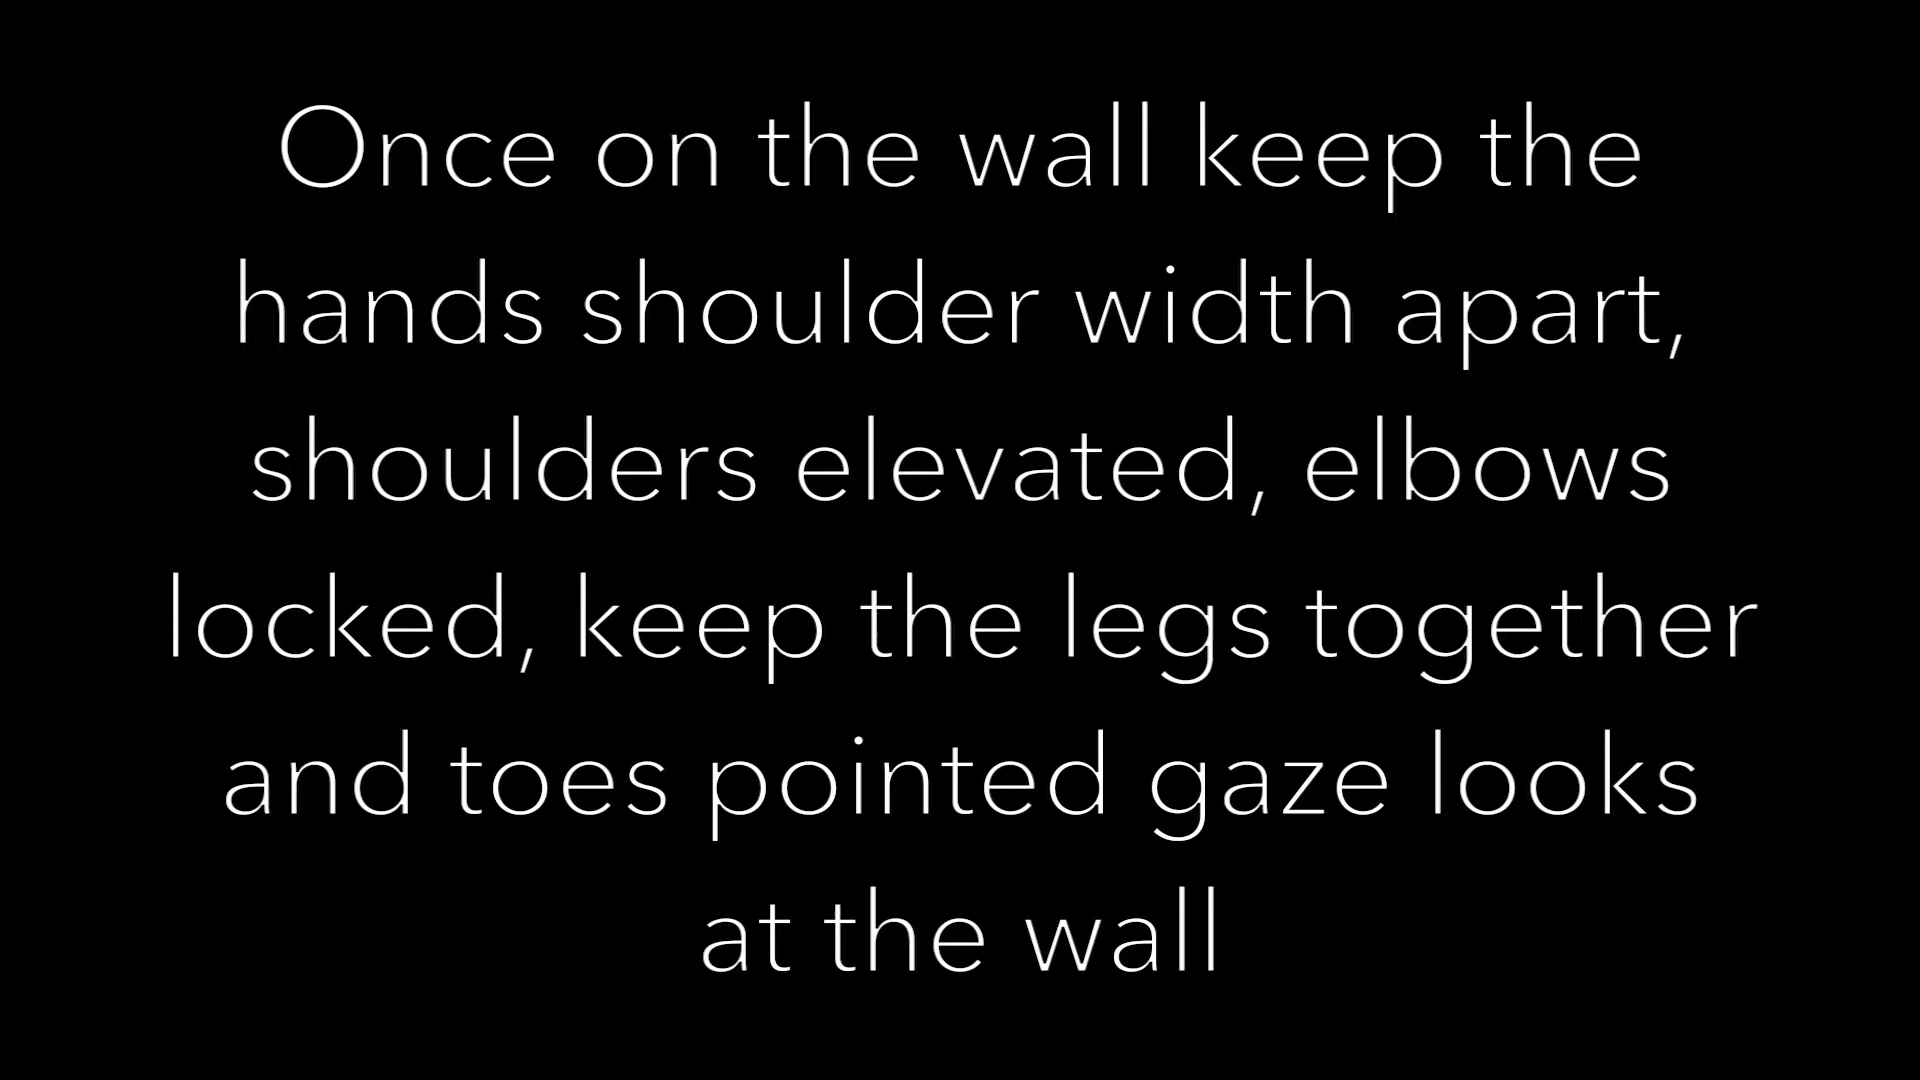 Once on the wall keep the
hands shoulder width apart,
shoulders elevated, elbows
locked, keep the legs together
and toes pointed gaze looks
at the wall